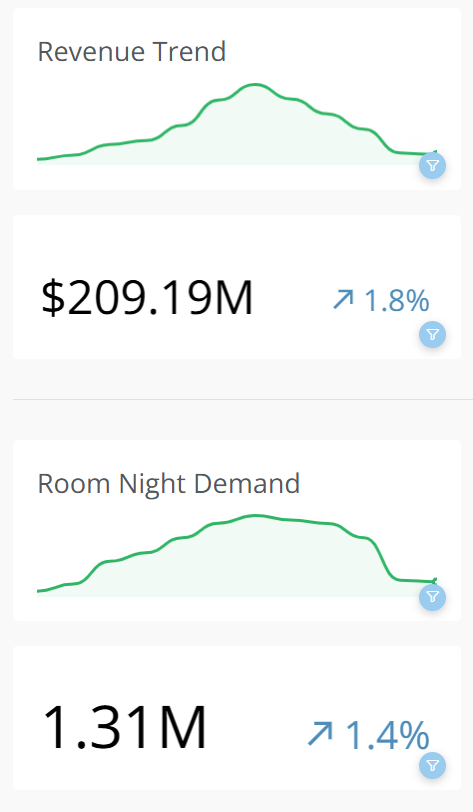 Revenue Trend
$209.19M ↗ 1.8%
Room Night Demand
1.31M ↗ 1.4%